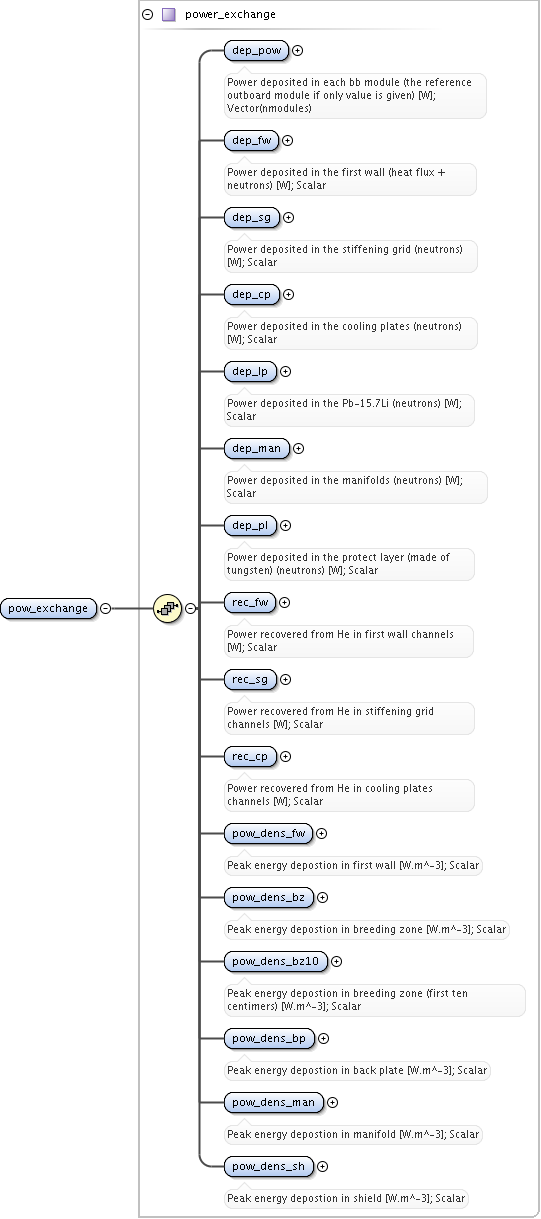 power_exchange
dep_pow
Power deposited in each bb module (the reference
outboard module if only value is given) [W];
Vector(nmodules)
dep_fw
Power deposited in the first wall (heat flux +
neutrons) [W]; Scalar
dep_sg
Power deposited in the stiffening grid (neutrons)
[W]; Scalar
dep_cp
Power deposited in the cooling plates (neutrons)
[W]; Scalar
dep_lp
Power deposited in the Pb-15.7Li (neutrons) [W];
Scalar
dep_man
Power deposited in the manifolds (neutrons) [W];
Scalar
dep_pl
Power deposited in the protect layer (made of
tungsten) (neutrons) [W]; Scalar
pow_exchange
rec_fw
Power recovered from He in first wall channels
[W]; Scalar
rec_sg
Power recovered from He in stiffening grid
channels [W]; Scalar
rec_cp
Power recovered from He in cooling plates
channels [W]; Scalar
pow_dens_fw
Peak energy depostion in first wall [W.m^-3]; Scalar
pow_dens_bz
Peak energy depostion in breeding zone [W.m^-3]; Scalar
pow_dens_bz10
Peak energy depostion in breeding zone (first ten
centimers) [W.m^-3]; Scalar
pow_dens_bp
Peak energy depostion in back plate [W.m^-3]; Scalar
pow_dens_man
Peak energy depostion in manifold [W.m^-3]; Scalar
pow_dens_sh
Peak energy depostion in shield [W.m^-3]; Scalar